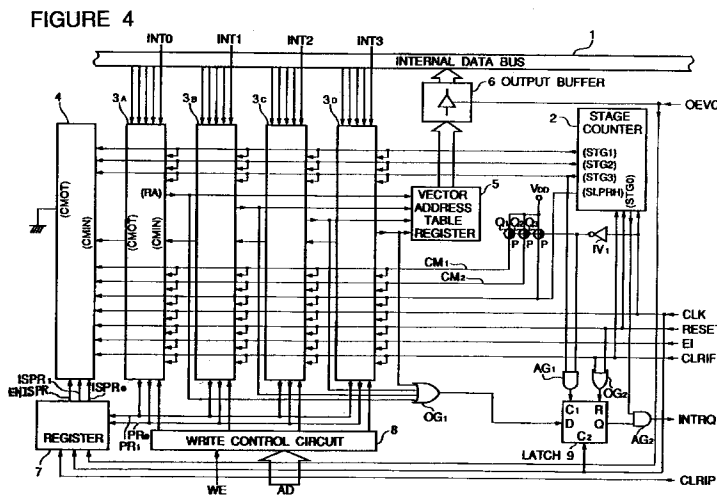 FIGURE 4
INT0 INT1 INT2 INT3 1
INTERNAL DATA BUS
4 3A 3B 3C 3D
6 OUTPUT BUFFER
OEVC
2
STAGE
COUNTER
(STG1)
(STG2)
(STG3)
(SLPRH)
(STG0)
(CMOT)
(CMIN)
(RA)
(CMOT)
(CMIN)
5
VECTOR
ADDRESS
TABLE
REGISTER
VDD
Q1 Q2 Q3
P P P
IV1
CM1
CM2
CLK
RESET
EI
CLRIF
AG1
OG2
ISPR1
ENISPR
ISPR0
OG1
C1 R
D Q
C2
AG2
INTRQ
LATCH 9
PR0
PR1
REGISTER
7
WRITE CONTROL CIRCUIT 8
WE AD
CLRIP